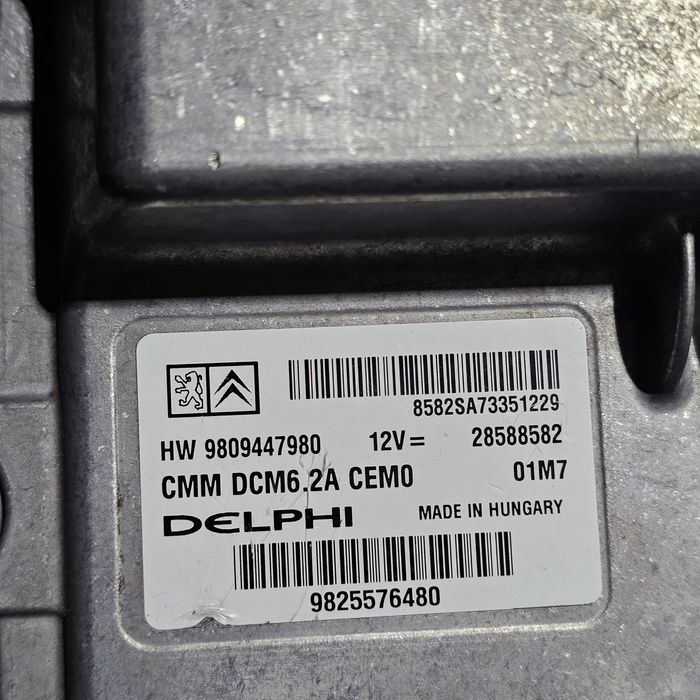 8582SA73351229
HW 9809447980 12V= 28588582
CMM DCM6.2A CEM0 01M7
DELPHI MADE IN HUNGARY
9825576480